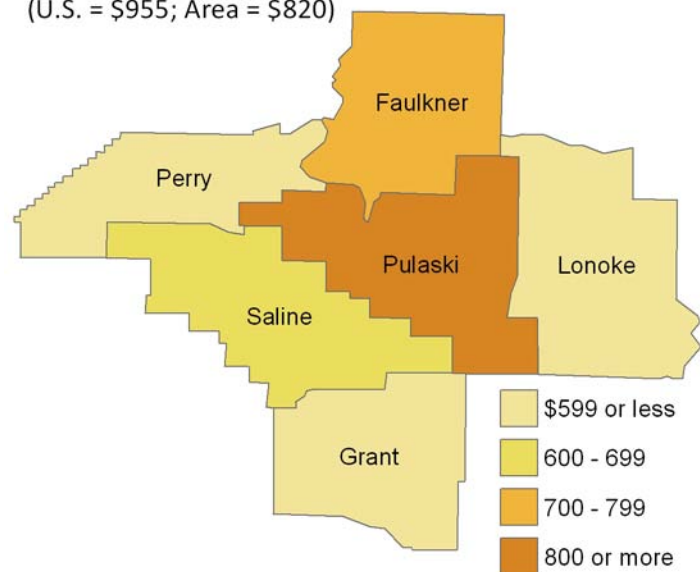 (U.S. = $955; Area = $820)
Faulkner
Perry
Pulaski
Lonoke
Saline
Grant
$599 or less
600 - 699
700 - 799
800 or more